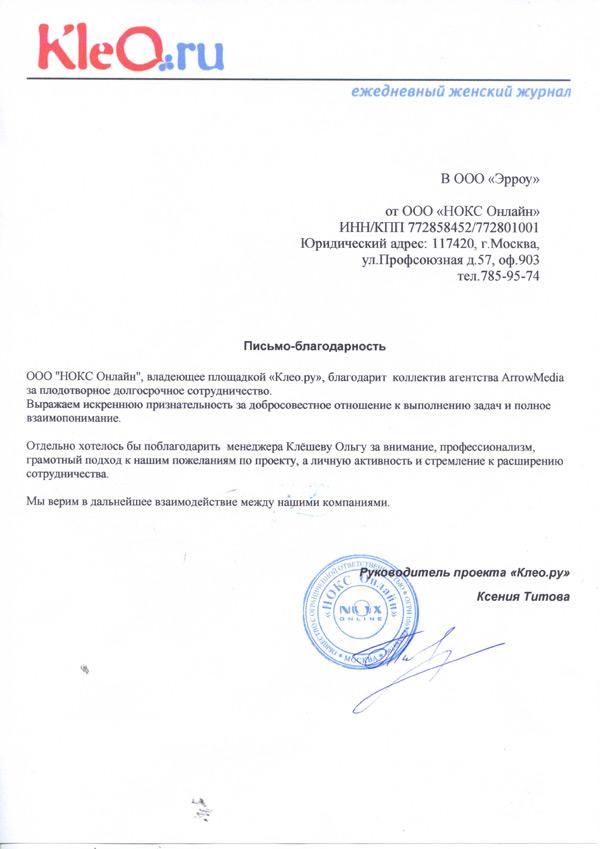 KleO.ru
ежедневный женский журнал
В ООО «Эрроу»
от ООО «НОКС Онлайн»
ИНН/КПП 772858452/772801001
Юридический адрес: 117420, г.Москва,
ул.Профсоюзная д.57, оф.903
тел.785-95-74
Письмо-благодарность
ООО "НОКС Онлайн", владеющее площадкой «Клео.ру», благодарит коллектив агентства ArrowMedia
за плодотворное долгосрочное сотрудничество.
Выражаем искреннюю признательность за добросовестное отношение к выполнению задач и полное
взаимопонимание.
Отдельно хотелось бы поблагодарить менеджера Клёшеву Ольгу за внимание, профессионализм,
грамотный подход к нашим пожеланиям по проекту, а личную активность и стремление к расширению
сотрудничества.
Мы верим в дальнейшее взаимодействие между нашими компаниями.
Руководитель проекта «Клео.ру»
Ксения Титова
ОБЩЕСТВО С ОГРАНИЧЕННОЙ ОТВЕТСТВЕННОСТЬЮ
«НОКС Онлайн»
NOX
ONLINE
МОСКВА